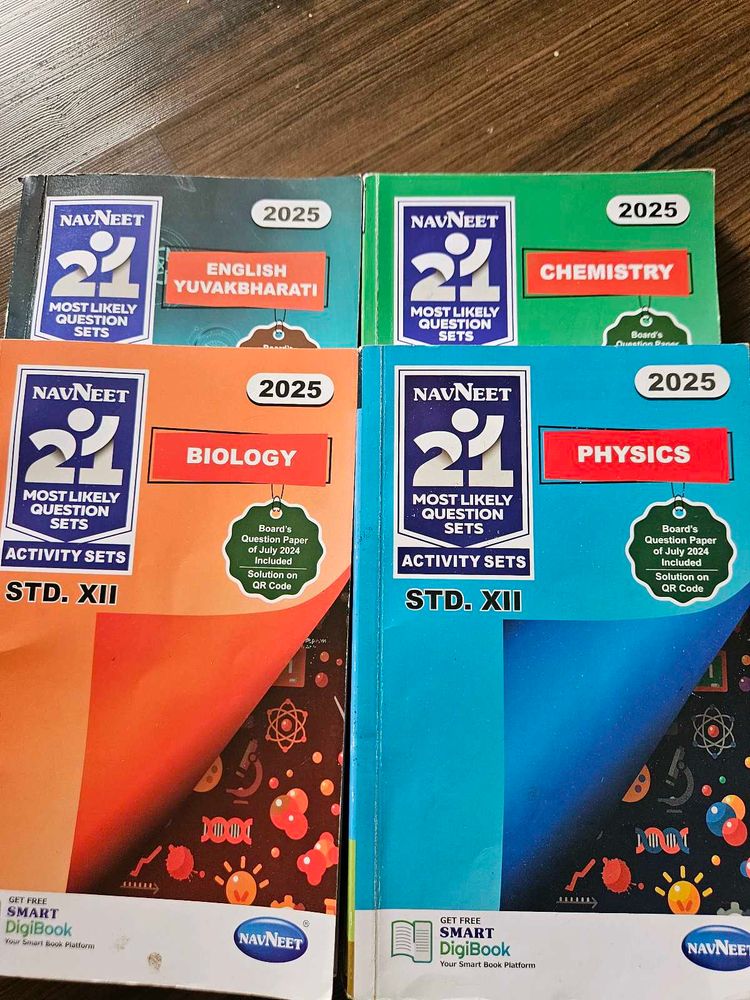 NAVNEET
21
MOST LIKELY
QUESTION
SETS
2025
ENGLISH
YUVAKBHARATI
Board's
NAVNEET
21
MOST LIKELY
QUESTION
SETS
2025
CHEMISTRY
Board's
Question Paper
NAVNEET
21
MOST LIKELY
QUESTION
SETS
ACTIVITY SETS
2025
BIOLOGY
Board's
Question Paper
of July 2024
Included
Solution on
QR Code
STD. XII
GET FREE
SMART
DigiBook
Your Smart Book Platform
NAVNEET
NAVNEET
21
MOST LIKELY
QUESTION
SETS
ACTIVITY SETS
2025
PHYSICS
Board's
Question Paper
of July 2024
Included
Solution on
QR Code
STD. XII
GET FREE
SMART
DigiBook
Your Smart Book Platform
NAVNEET